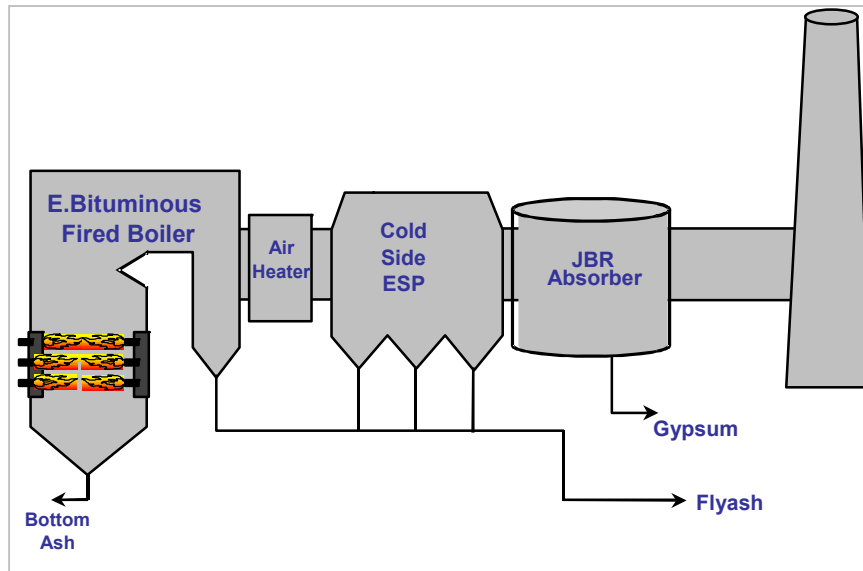 E.Bituminous
Fired Boiler
Air
Heater
Cold
Side
ESP
JBR
Absorber
Gypsum
Flyash
Bottom
Ash